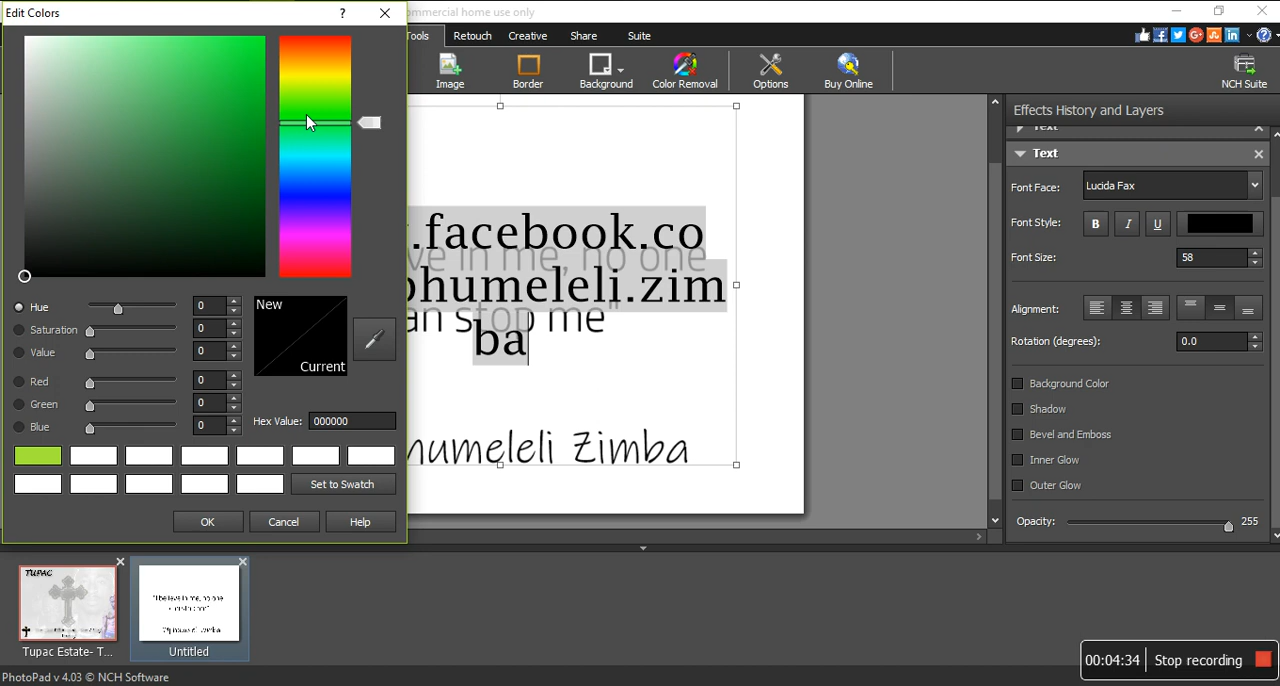 Edit Colors
?
ommercial home use only
Tools
Retouch
Creative
Share
Suite
Image
Border
Background
Color Removal
Options
Buy Online
NCH Suite
Effects History and Layers
Text
Text
Font Face:
Lucida Fax
Font Style:
B
I
U
Font Size:
58
Alignment:
Rotation (degrees):
0.0
Background Color
Shadow
Bevel and Emboss
Inner Glow
Outer Glow
Opacity:
255
.facebook.co
ve in me, no one
humeleli.zim
an stop me"
ba
humeleli Zimba
Hue
0
Saturation
0
Value
0
Red
0
Green
0
Blue
0
New
Current
Hex Value:
000000
Set to Swatch
OK
Cancel
Help
TUPAC
Tupac Estate- T...
Untitled
00:04:34
Stop recording
PhotoPad v 4.03 © NCH Software